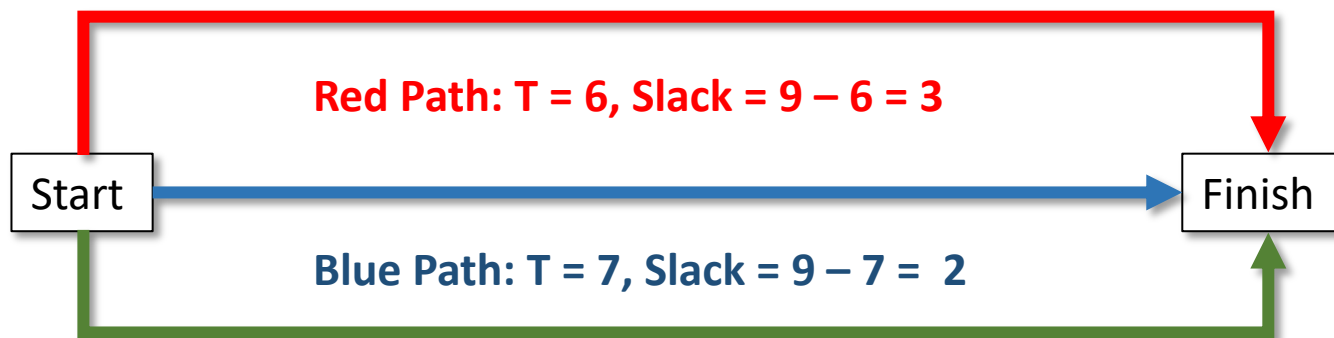 Red Path: T = 6, Slack = 9 – 6 = 3
Start
Finish
Blue Path: T = 7, Slack = 9 – 7 =  2